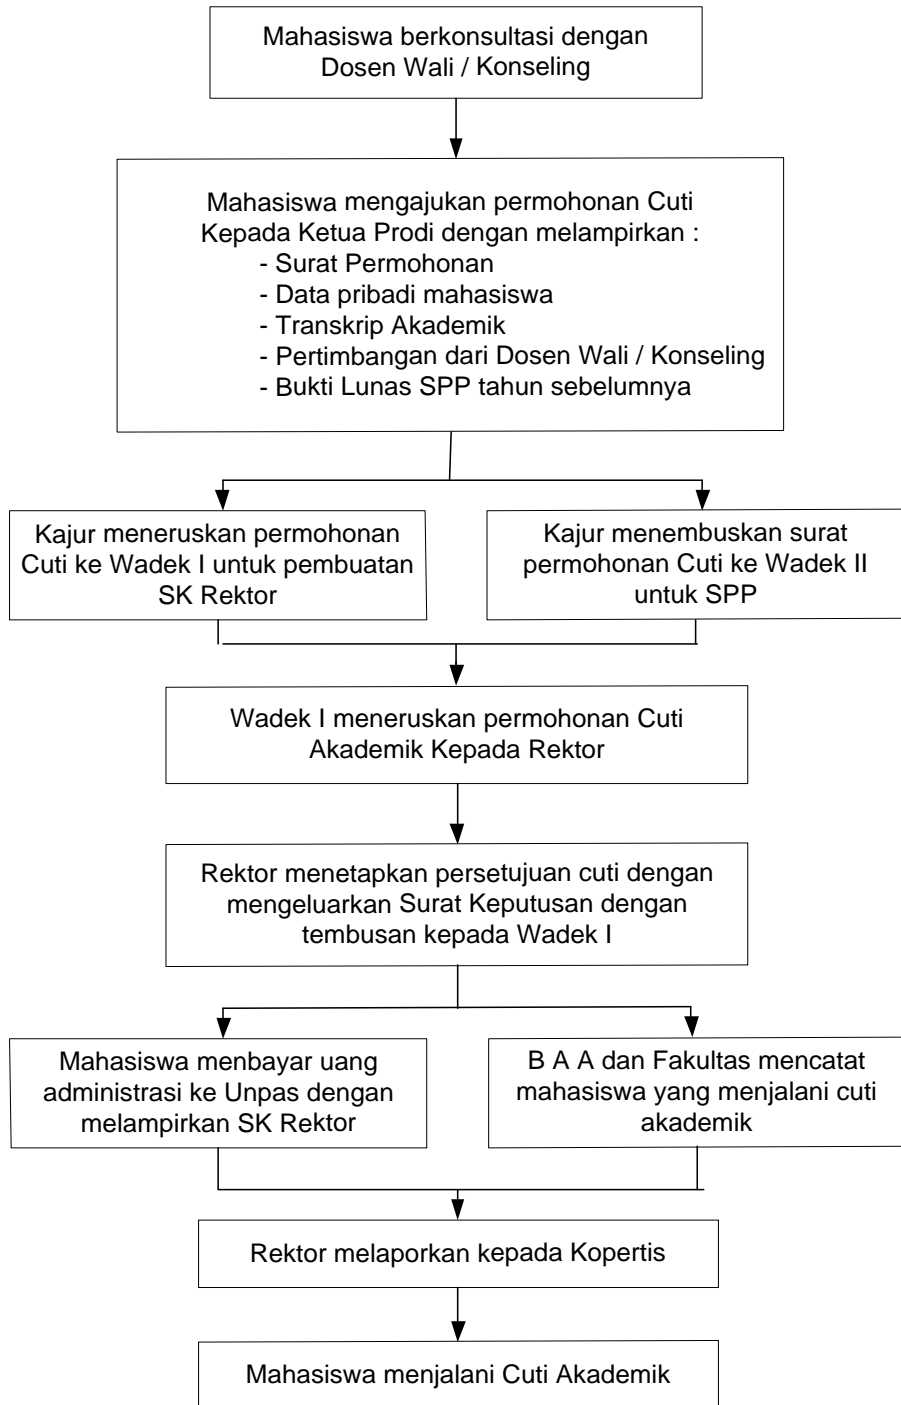 Mahasiswa berkonsultasi dengan
Dosen Wali / Konseling
Mahasiswa mengajukan permohonan Cuti
Kepada Ketua Prodi dengan melampirkan :
- Surat Permohonan
- Data pribadi mahasiswa
- Transkrip Akademik
- Pertimbangan dari Dosen Wali / Konseling
- Bukti Lunas SPP tahun sebelumnya
Kajur meneruskan permohonan
Cuti ke Wadek I untuk pembuatan
SK Rektor
Kajur menembuskan surat
permohonan Cuti ke Wadek II
untuk SPP
Wadek I meneruskan permohonan Cuti
Akademik Kepada Rektor
Rektor menetapkan persetujuan cuti dengan
mengeluarkan Surat Keputusan dengan
tembusan kepada Wadek I
Mahasiswa menbayar uang
administrasi ke Unpas dengan
melampirkan SK Rektor
B A A dan Fakultas mencatat
mahasiswa yang menjalani cuti
akademik
Rektor melaporkan kepada Kopertis
Mahasiswa menjalani Cuti Akademik